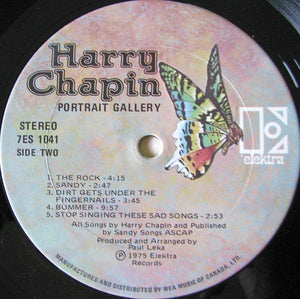 Harry
Chapin
PORTRAIT GALLERY
STEREO
7ES 1041
SIDE TWO
elektra
1. THE ROCK - 4:15
2. SANDY - 2:47
3. DIRT GETS UNDER THE
FINGERNAILS - 3:45
4. BUMMER - 9:57
5. STOP SINGING THESE SAD SONGS - 2:53
All Songs by Harry Chapin and Published
by Sandy Songs ASCAP
Produced and Arranged by
Paul Leka
℗ 1975 Elektra
Records
MANUFACTURED AND DISTRIBUTED BY WEA MUSIC OF CANADA, LTD.